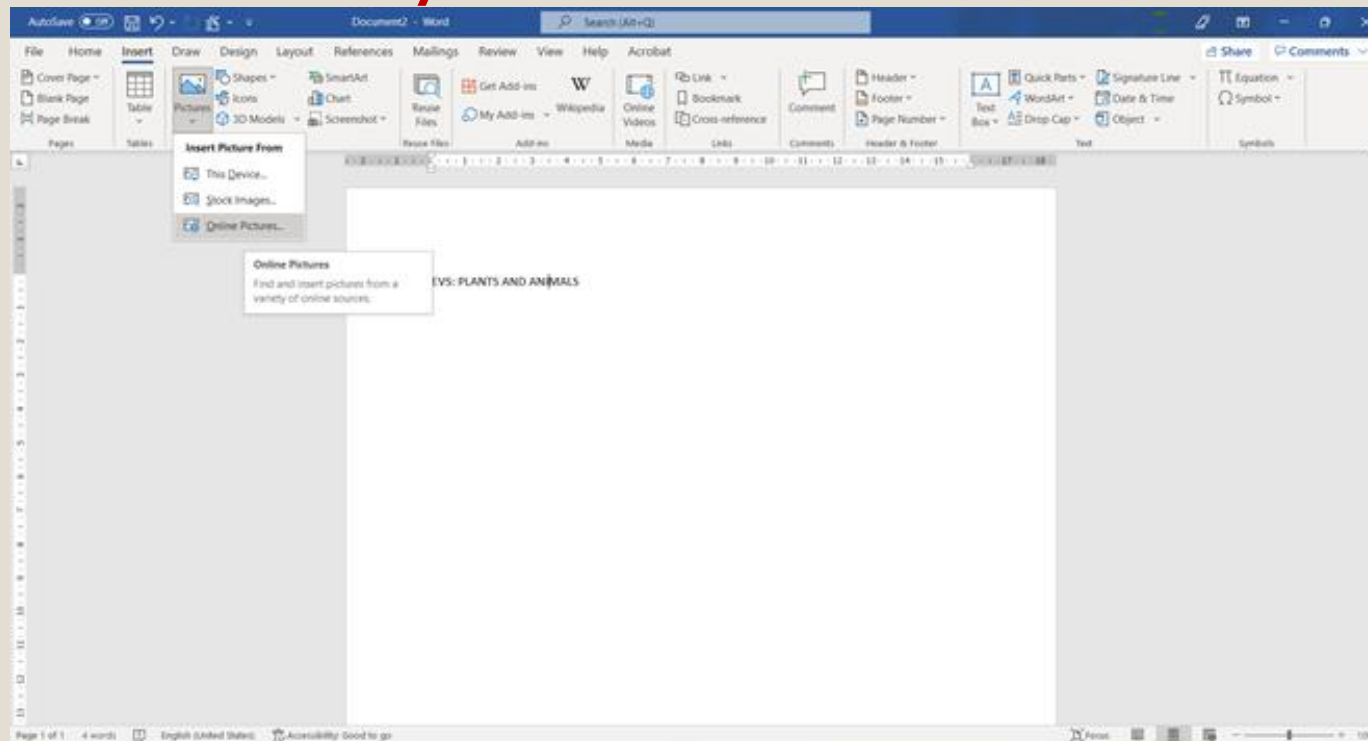 AutoSave Off Document2 - Word Search (Alt+Q)
File Home Insert Draw Design Layout References Mailings Review View Help Acrobat Share Comments
Cover Page
Blank Page
Page Break
Pages
Table
Tables
Pictures
Shapes
Icons
3D Models
SmartArt
Chart
Screenshot
Reuse Files
Reuse Files
Get Add-ins
My Add-ins
Wikipedia
Add-ins
Online Videos
Media
Link
Bookmark
Cross-reference
Links
Comment
Comments
Header
Footer
Page Number
Header & Footer
Text Box
Quick Parts
WordArt
Drop Cap
Signature Line
Date & Time
Object
Text
Equation
Symbol
Symbols
Insert Picture From
This Device...
Stock Images...
Online Pictures...
Online Pictures
Find and insert pictures from a
variety of online sources.
EVS: PLANTS AND ANIMALS
Page 1 of 1 4 words English (United States) Accessibility: Good to go Focus